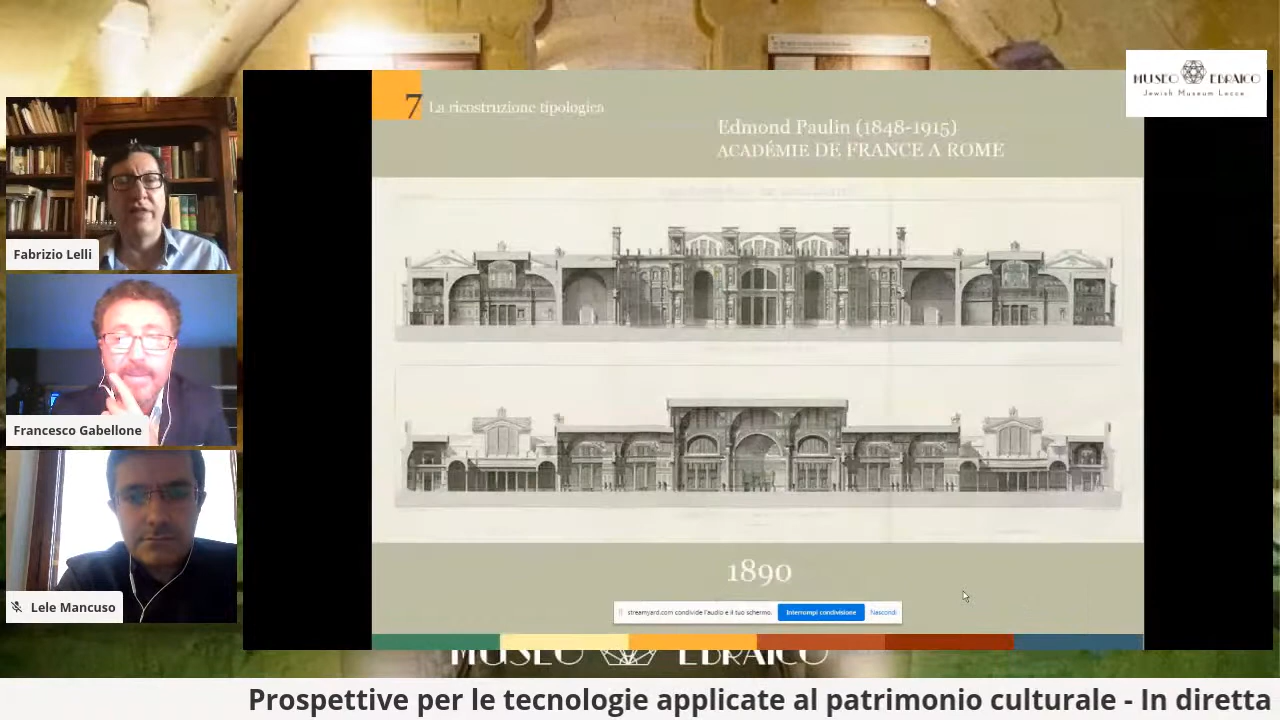 MUSEO EBRAICO
Jewish Museum Lecce
7 La ricostruzione tipologica
Edmond Paulin (1848-1915)
ACADÉMIE DE FRANCE A ROME
Fabrizio Lelli
Francesco Gabellone
Lele Mancuso
1890
streamyard.com condivide l'audio e il tuo schermo.
Interrompi condivisione
Nascondi
MUSEO EBRAICO
Prospettive per le tecnologie applicate al patrimonio culturale - In diretta